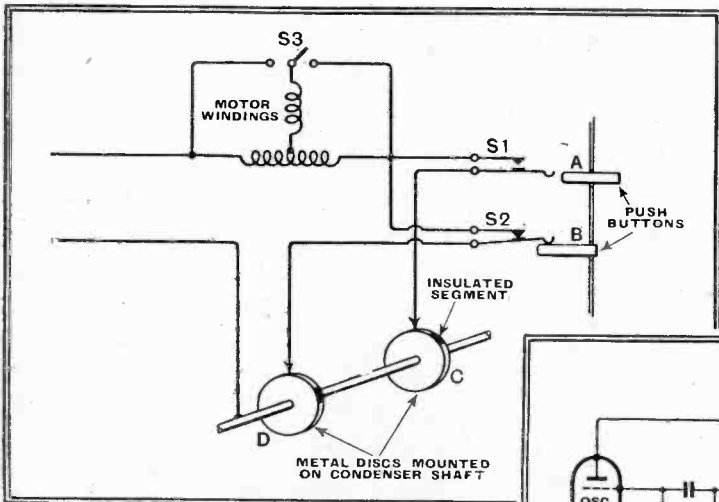 S3
MOTOR
WINDINGS
S1
A
PUSH
BUTTONS
S2
B
INSULATED
SEGMENT
C
D
METAL DISCS MOUNTED
ON CONDENSER SHAFT
OSC